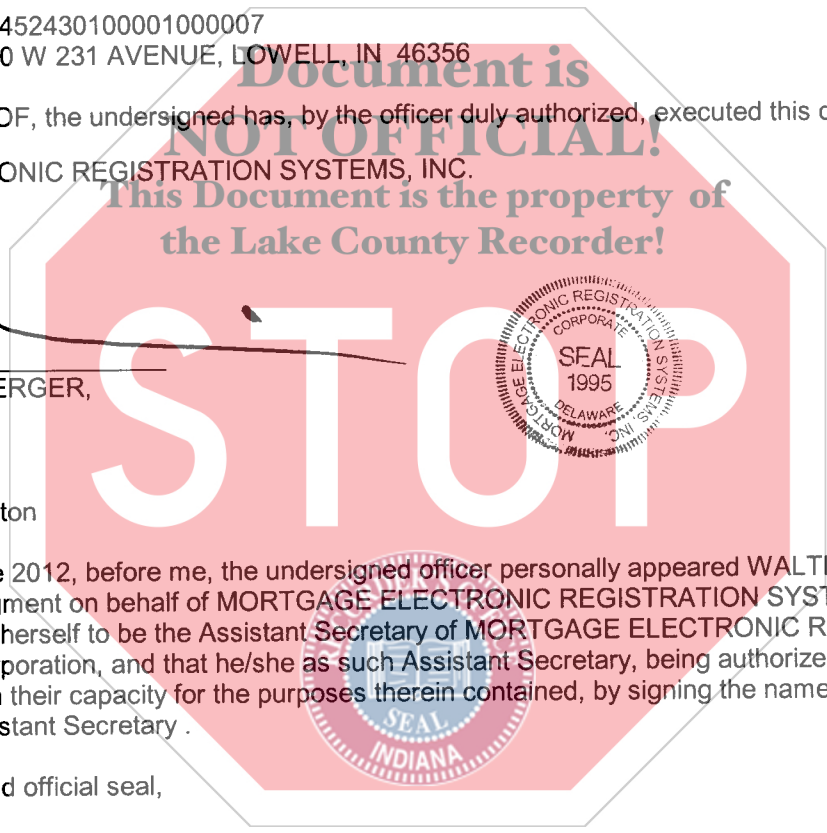 452430100001000007
0 W 231 AVENUE, LOWELL, IN 46356
Document is
OF, the undersigned has, by the officer duly authorized, executed this
NOT OFFICIAL!
ONIC REGISTRATION SYSTEMS, INC.
This Document is the property of
the Lake County Recorder!
STOP
MORTGAGE ELECTRONIC REGISTRATION SYSTEMS, INC.
CORPORATE
SEAL
1995
DELAWARE
ERGER,
ton
e 2012, before me, the undersigned officer personally appeared WALT
gment on behalf of MORTGAGE ELECTRONIC REGISTRATION SYST
herself to be the Assistant Secretary of MORTGAGE ELECTRONIC R
poration, and that he/she as such Assistant Secretary, being authorize
n their capacity for the purposes therein contained, by signing the name
stant Secretary .
RECORDER'S OFFICE
SEAL
INDIANA
d official seal,